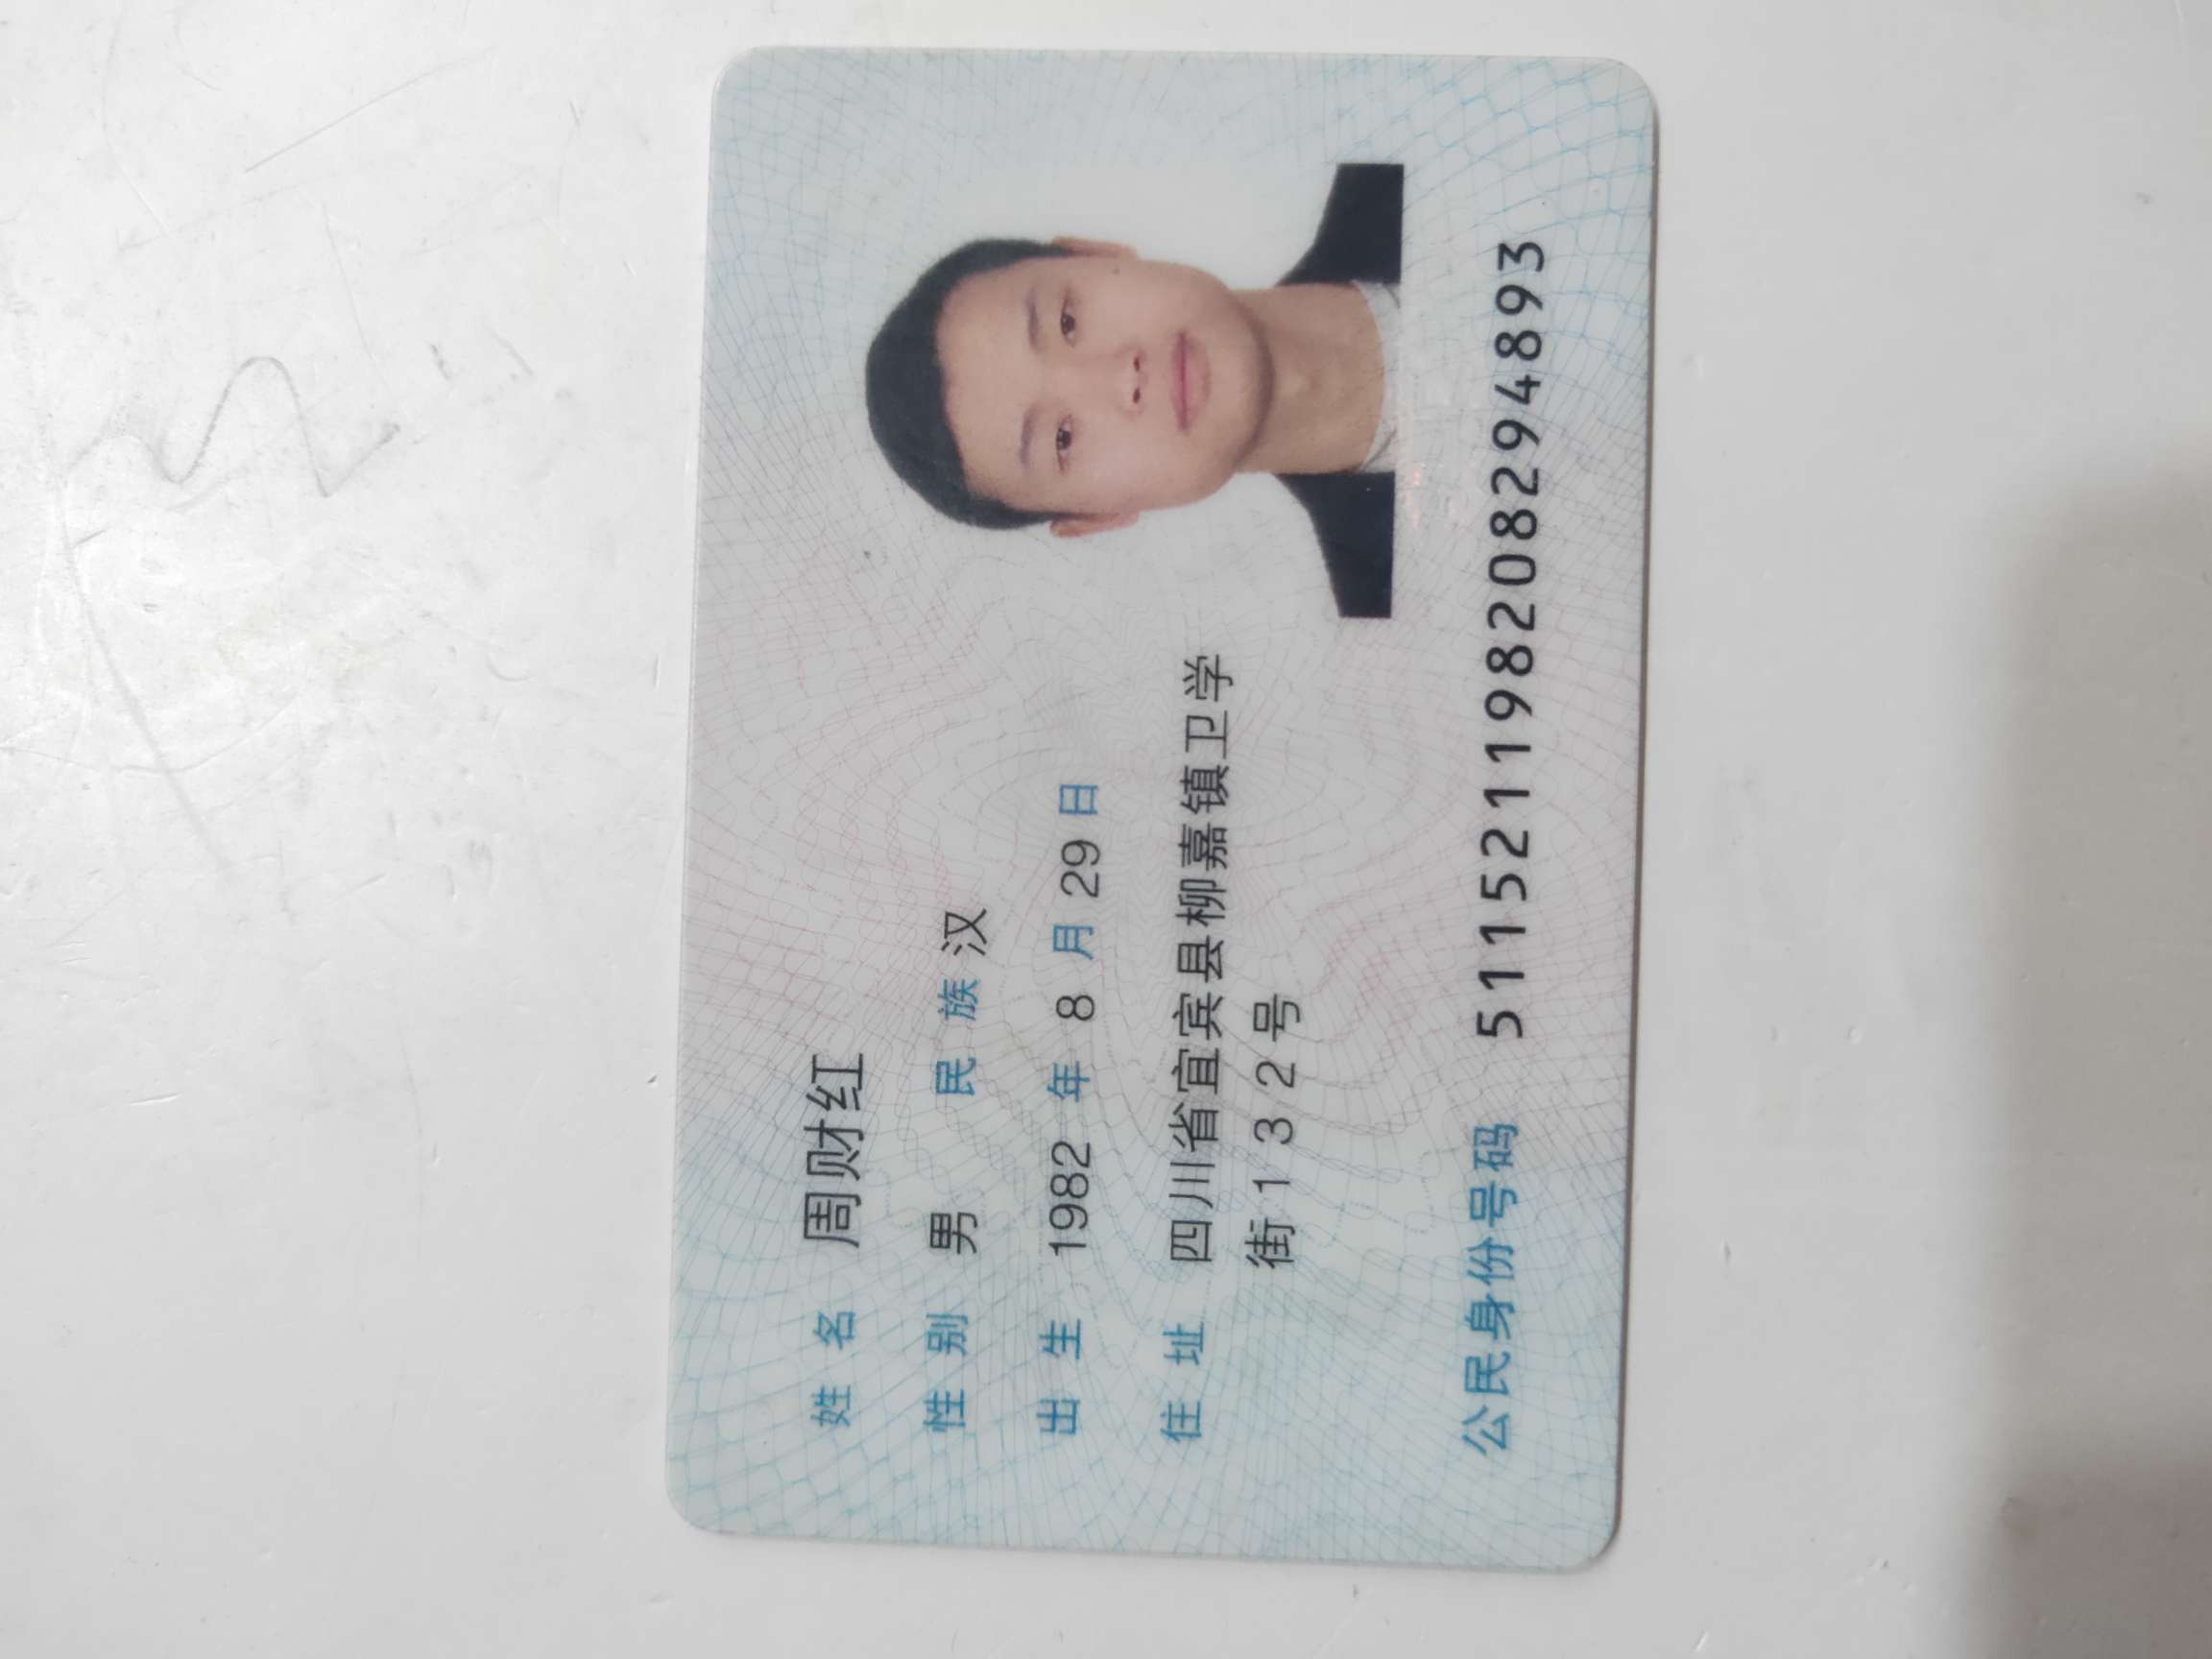 姓名 周财红
性别 男 民族 汉
出生 1982 年 8 月 29 日
住址 四川省宜宾县柳嘉镇卫学
街132号
公民身份号码 511521198208294893